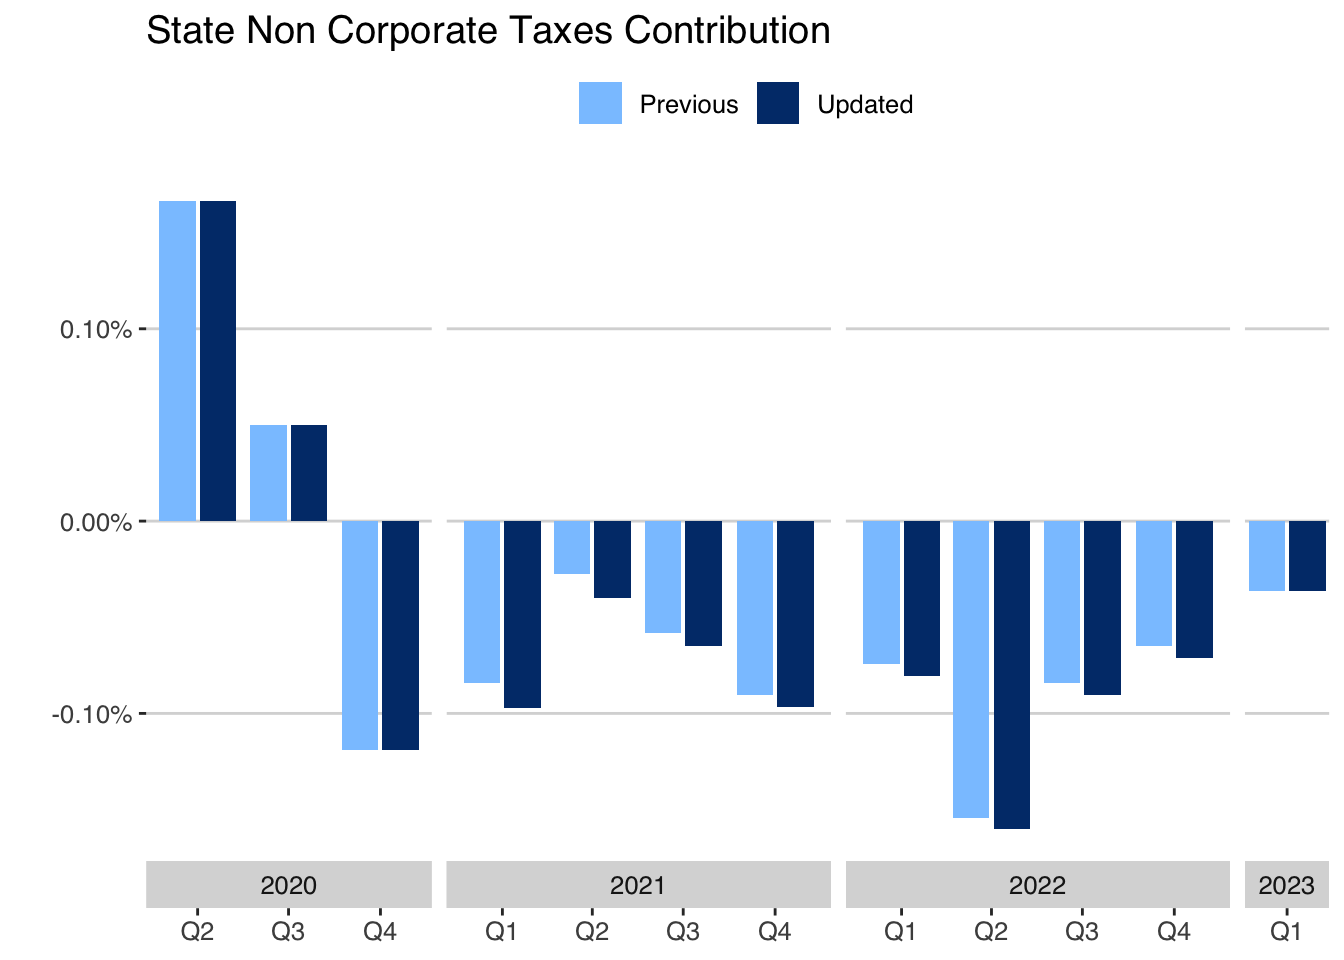 State Non Corporate Taxes Contribution
Previous Updated
0.10%
0.00%
-0.10%
2020 2021 2022 2023
Q2 Q3 Q4 Q1 Q2 Q3 Q4 Q1 Q2 Q3 Q4 Q1